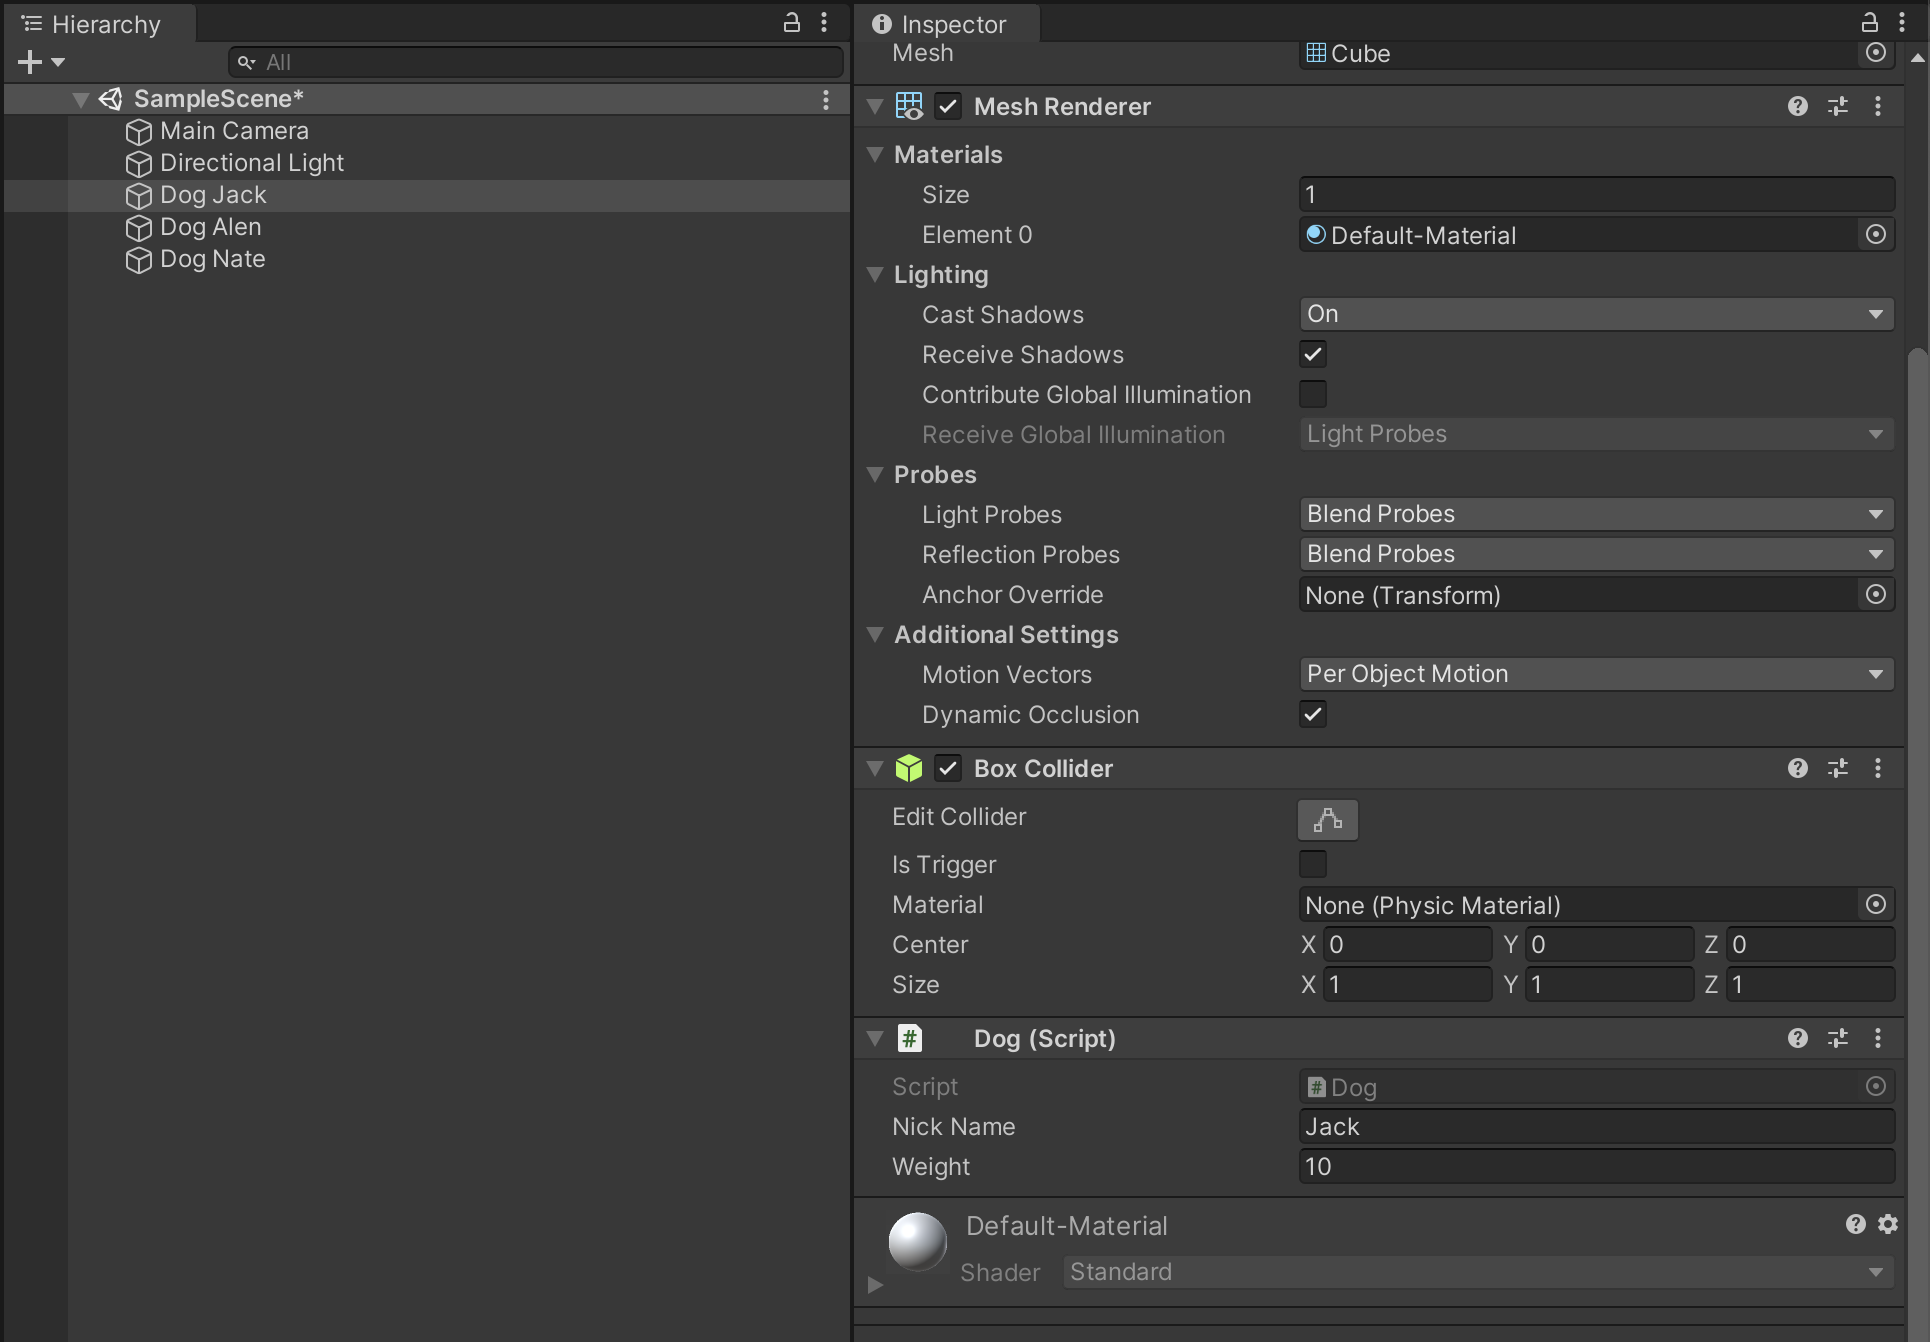 Hierarchy
All
SampleScene*
Main Camera
Directional Light
Dog Jack
Dog Alen
Dog Nate
Inspector
Mesh Cube
Mesh Renderer
Materials
Size 1
Element 0 Default-Material
Lighting
Cast Shadows On
Receive Shadows
Contribute Global Illumination
Receive Global Illumination Light Probes
Probes
Light Probes Blend Probes
Reflection Probes Blend Probes
Anchor Override None (Transform)
Additional Settings
Motion Vectors Per Object Motion
Dynamic Occlusion
Box Collider
Edit Collider
Is Trigger
Material None (Physic Material)
Center X 0 Y 0 Z 0
Size X 1 Y 1 Z 1
# Dog (Script)
Script # Dog
Nick Name Jack
Weight 10
Default-Material
Shader Standard